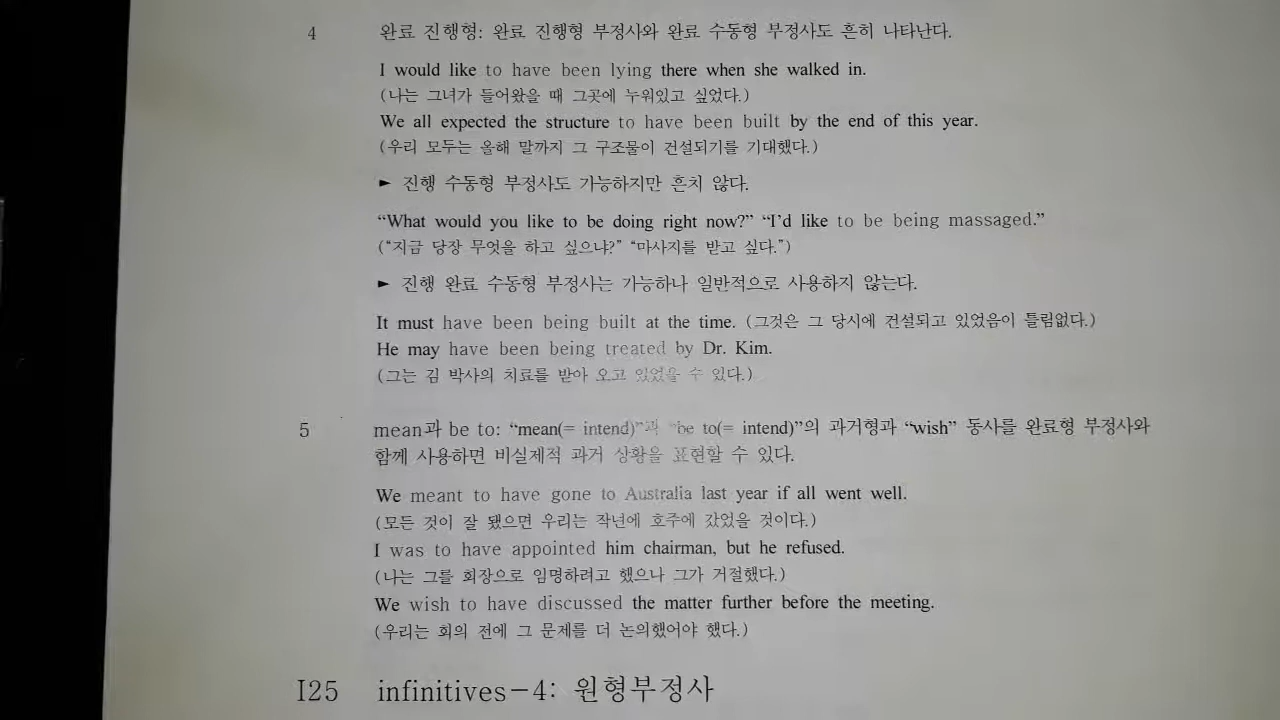 4 완료 진행형: 완료 진행형 부정사와 완료 수동형 부정사도 흔히 나타난다.
I would like to have been lying there when she walked in.
(나는 그녀가 들어왔을 때 그곳에 누워있고 싶었다.)
We all expected the structure to have been built by the end of this year.
(우리 모두는 올해 말까지 그 구조물이 건설되기를 기대했다.)
► 진행 수동형 부정사도 가능하지만 흔치 않다.
“What would you like to be doing right now?” “I’d like to be being massaged.”
(“지금 당장 무엇을 하고 싶으냐?” “마사지를 받고 싶다.”)
► 진행 완료 수동형 부정사는 가능하나 일반적으로 사용하지 않는다.
It must have been being built at the time. (그것은 그 당시에 건설되고 있었음이 틀림없다.)
He may have been being treated by Dr. Kim.
(그는 김 박사의 치료를 받아 오고 있었을 수 있다.)
5 mean과 be to: “mean(= intend)”과 “be to(= intend)”의 과거형과 “wish” 동사를 완료형 부정사와
함께 사용하면 비실제적 과거 상황을 표현할 수 있다.
We meant to have gone to Australia last year if all went well.
(모든 것이 잘 됐으면 우리는 작년에 호주에 갔었을 것이다.)
I was to have appointed him chairman, but he refused.
(나는 그를 회장으로 임명하려고 했으나 그가 거절했다.)
We wish to have discussed the matter further before the meeting.
(우리는 회의 전에 그 문제를 더 논의했어야 했다.)
I25 infinitives-4: 원형부정사